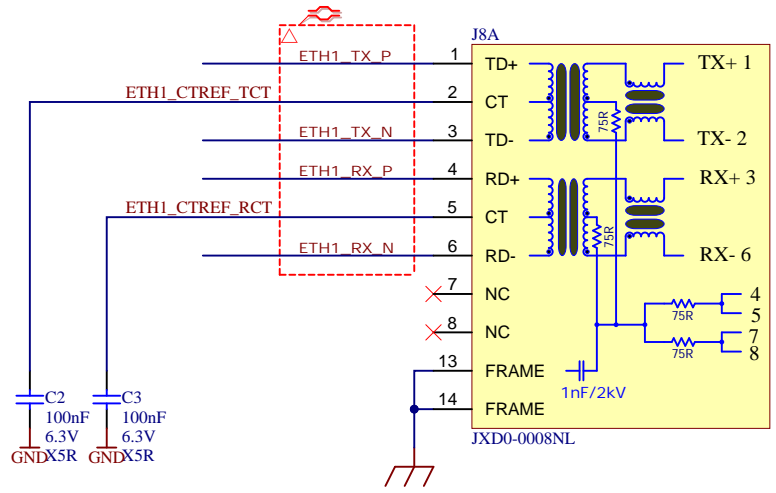 J8A
ETH1_TX_P
1
TD+
TX+ 1
ETH1_CTREF_TCT
2
CT
75R
ETH1_TX_N
3
TD-
TX- 2
ETH1_RX_P
4
RD+
RX+ 3
ETH1_CTREF_RCT
5
CT
75R
ETH1_RX_N
6
RD-
RX- 6
7
NC
4
75R
5
8
NC
7
75R
8
13
FRAME
1nF/2kV
14
FRAME
JXD0-0008NL
C2
100nF
6.3V
X5R
GND
C3
100nF
6.3V
X5R
GND